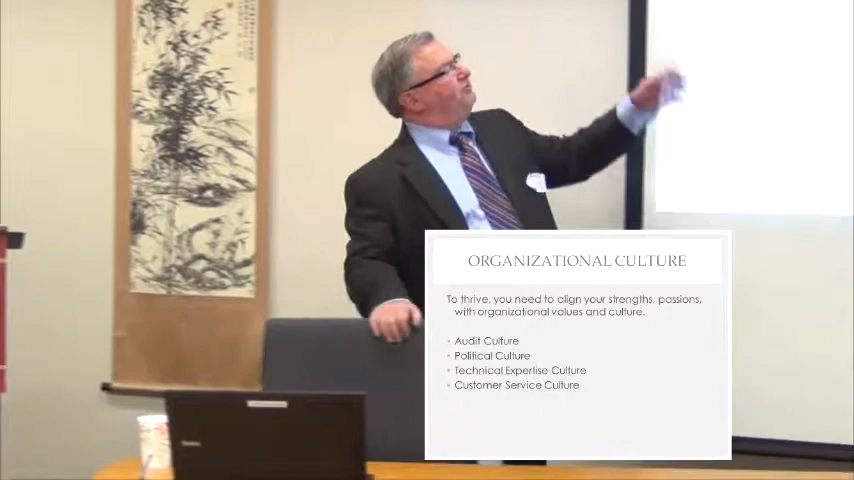 ORGANIZATIONAL CULTURE
To thrive, you need to align your strengths, passions,
with organizational values and culture.
• Audit Culture
• Political Culture
• Technical Expertise Culture
• Customer Service Culture